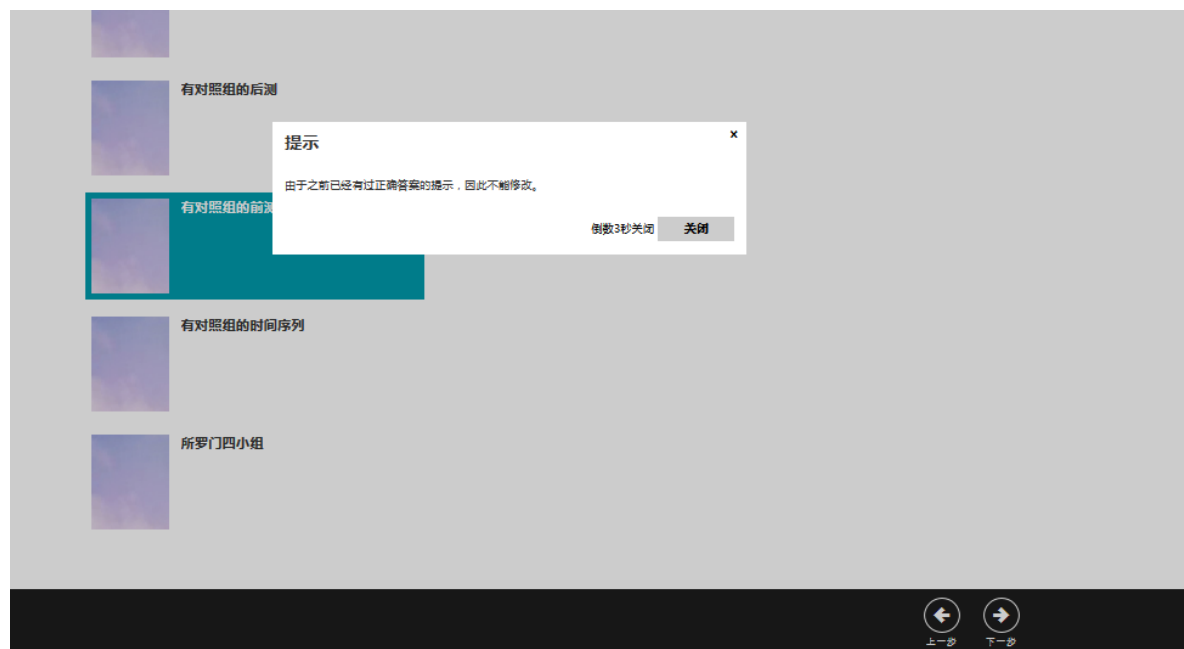 有对照组的后测
提示
×
由于之前已经有过正确答案的提示，因此不能修改。
有对照组的前测
倒数3秒关闭
关闭
有对照组的时间序列
所罗门四小组
上一步
下一步